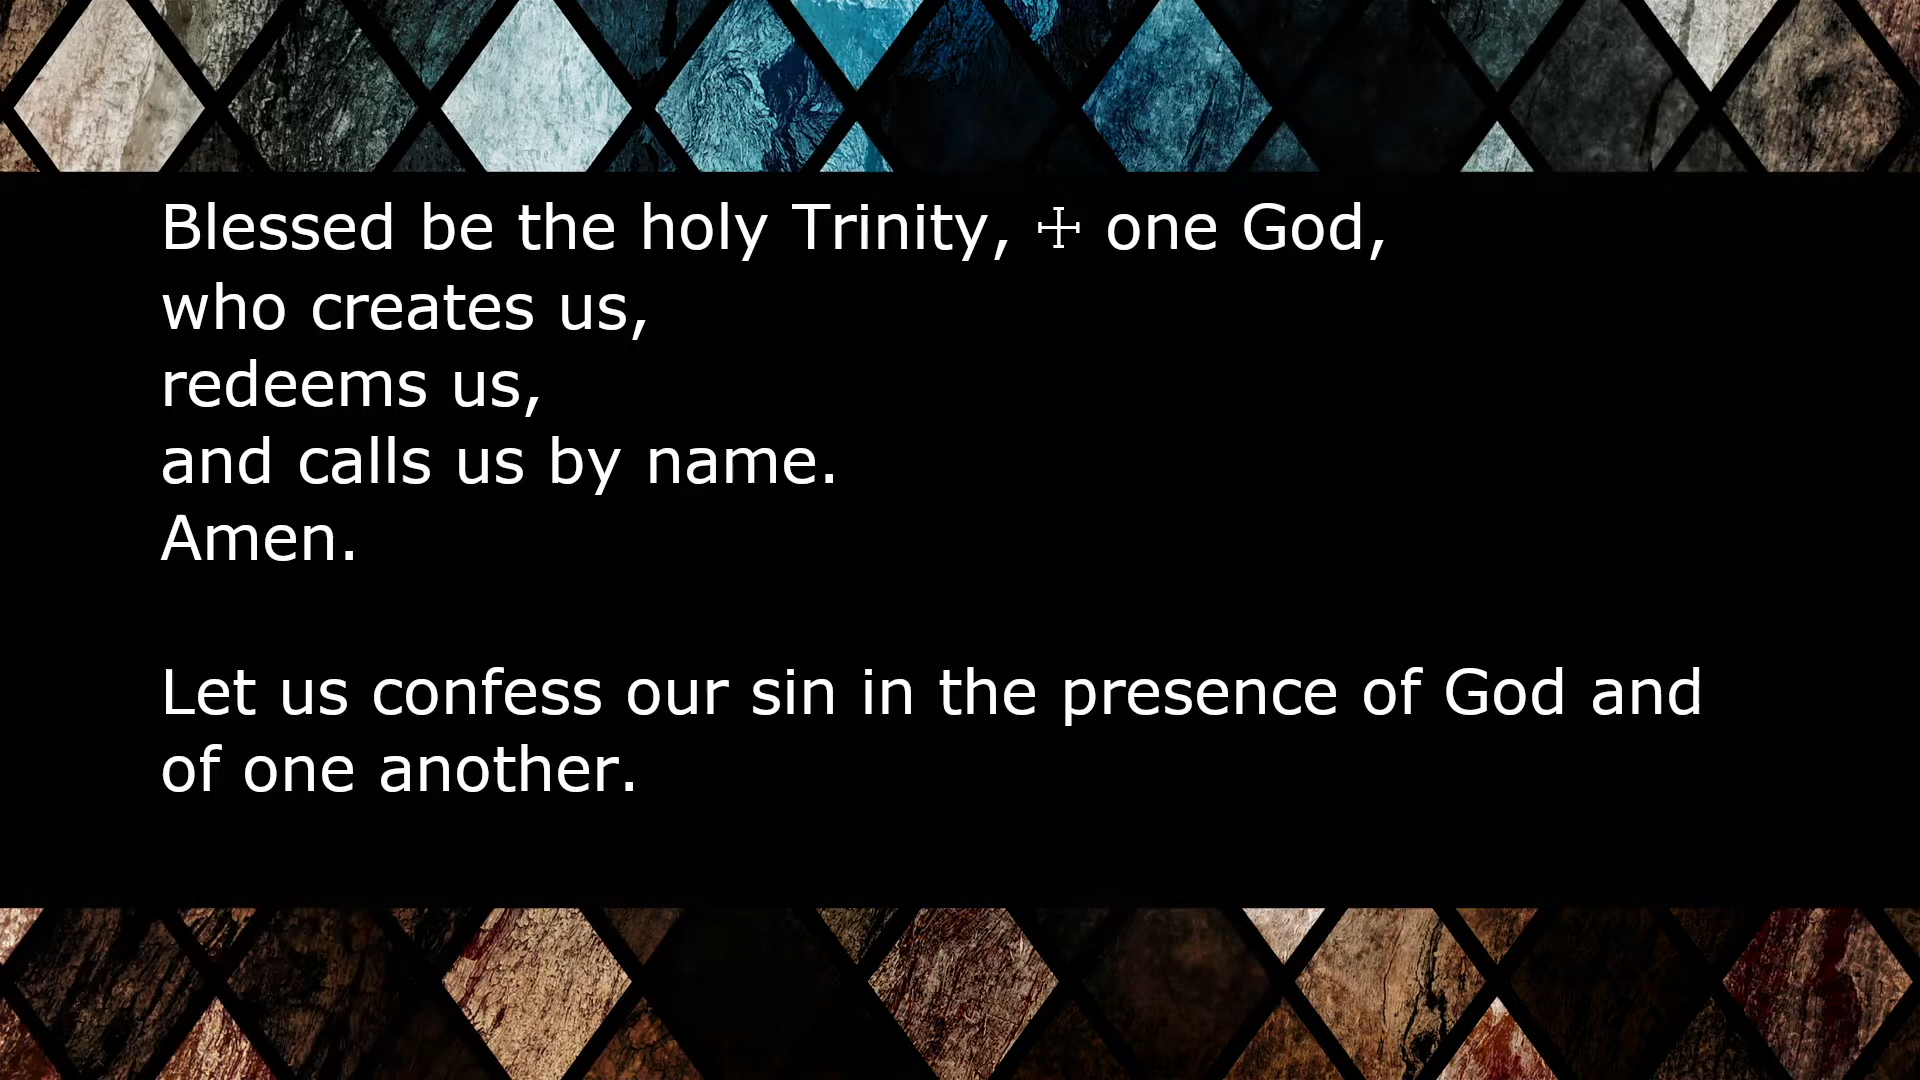 Blessed be the holy Trinity, ☩ one God,
who creates us,
redeems us,
and calls us by name.
Amen.
Let us confess our sin in the presence of God and
of one another.